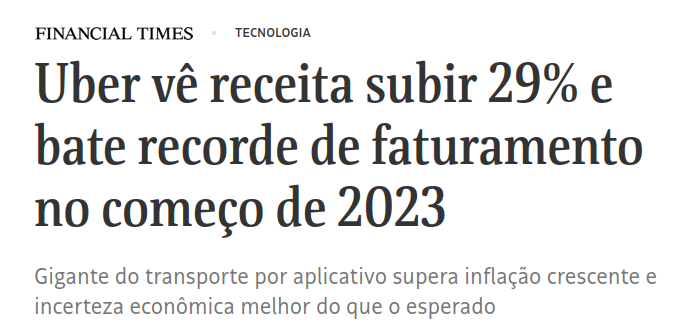 FINANCIAL TIMES • TECNOLOGIA
Uber vê receita subir 29% e
bate recorde de faturamento
no começo de 2023
Gigante do transporte por aplicativo supera inflação crescente e
incerteza econômica melhor do que o esperado